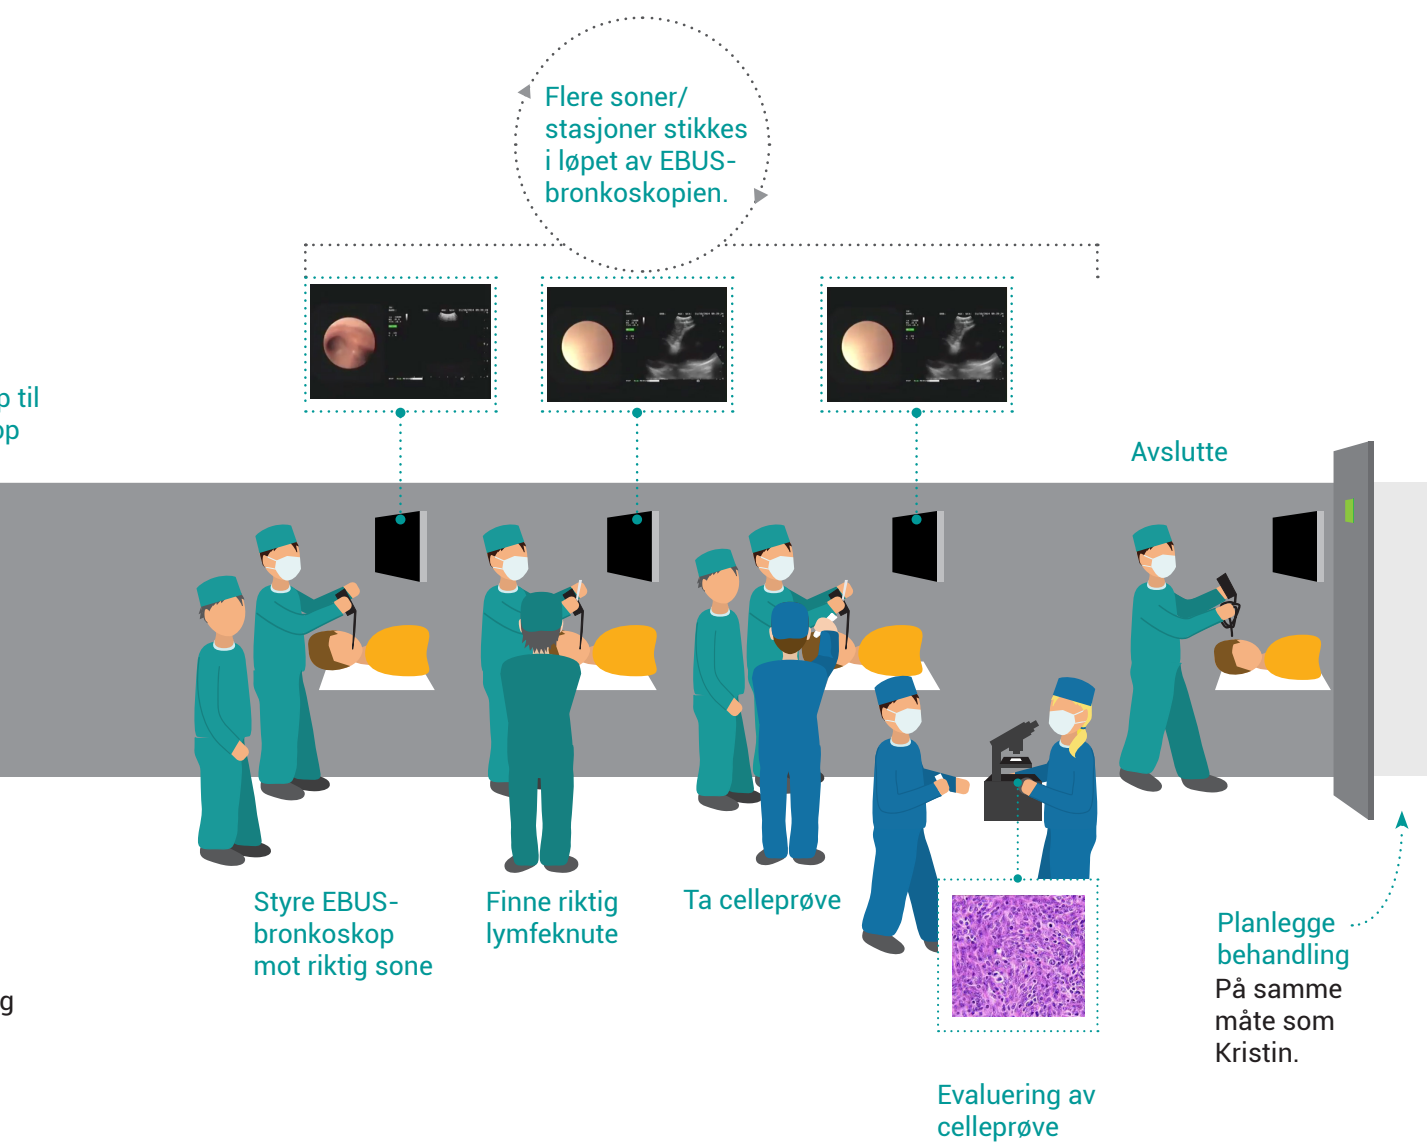 Flere soner/
stasjoner stikkes
i løpet av EBUS-
bronkoskopien.
til
Avslutte
Styre EBUS-
bronkoskop
mot riktig sone
Finne riktig
lymfeknute
Ta celleprøve
Evaluering av
celleprøve
Planlegge
behandling
På samme
måte som
Kristin.